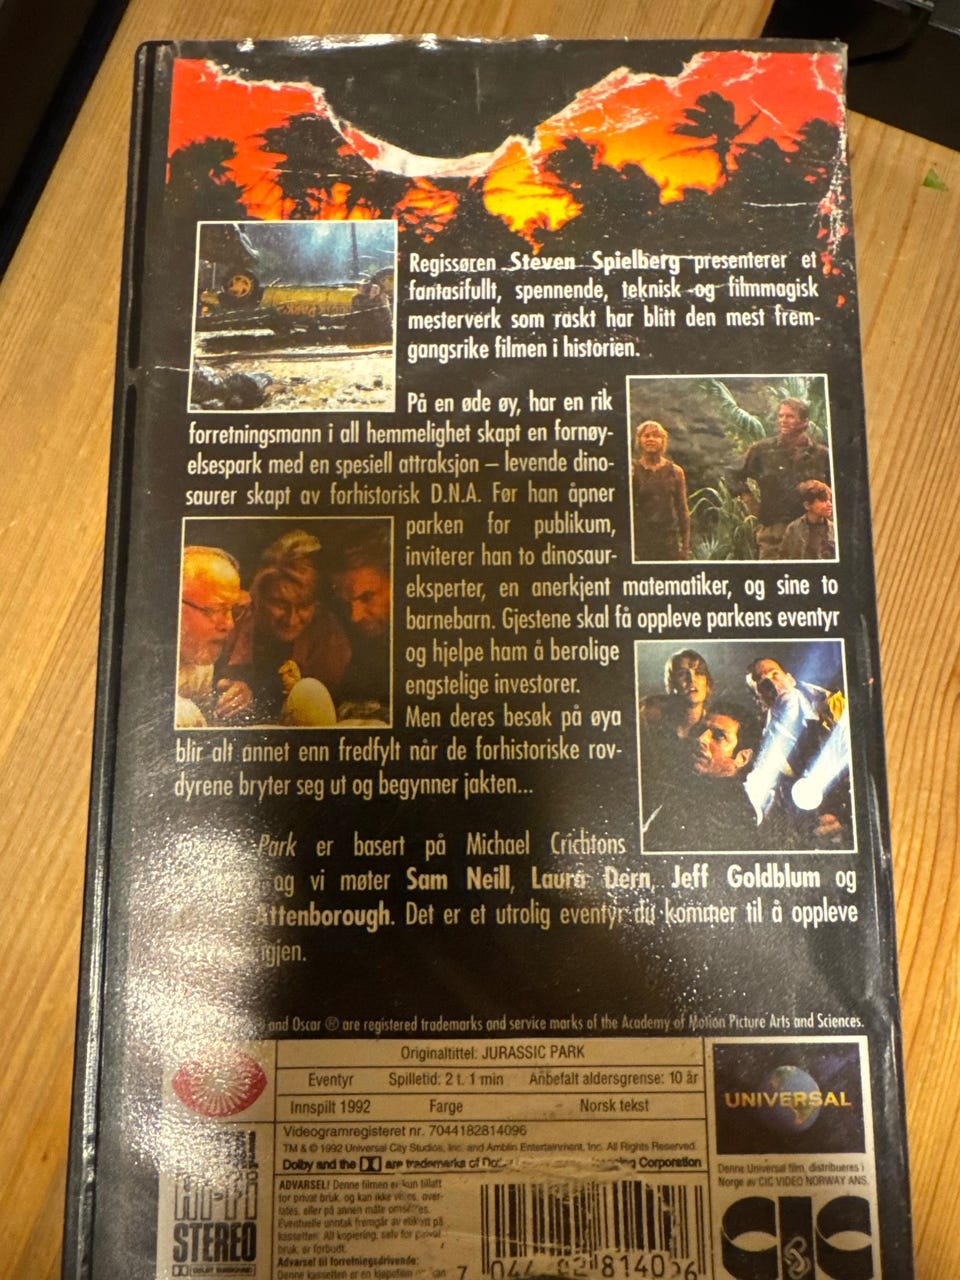 Regissøren Steven Spielberg presenterer et
fantasifullt, spennende, teknisk og filmmagisk
mesterverk som raskt har blitt den mest frem-
gangsrike filmen i historien.
På en øde øy, har en rik
forretningsmann i all hemmelighet skapt en fornøy-
elsespark med en spesiell attraksjon – levende dino-
saurer skapt av forhistorisk D.N.A. Før han åpner
parken for publikum,
inviterer han to dinosaur-
eksperter, en anerkjent matematiker, og sine to
barnebarn. Gjestene skal få oppleve parkens eventyr
og hjelpe ham å berolige
engstelige investorer.
Men deres besøk på øya
blir alt annet enn fredfylt når de forhistoriske rov-
dyrene bryter seg ut og begynner jakten...
Park er basert på Michael Crichtons
og vi møter Sam Neill, Laura Dern, Jeff Goldblum og
Attenborough. Det er et utrolig eventyr du kommer til å oppleve
igjen.
and Oscar ® are registered trademarks and service marks of the Academy of Motion Picture Arts and Sciences.
Originaltittel: JURASSIC PARK
Eventyr Spilletid: 2 t. 1 min Anbefalt aldersgrense: 10 år
Innspilt 1992 Farge Norsk tekst
Videogramregisteret nr. 7044182814096
TM & © 1992 Universal City Studios, Inc. and Amblin Entertainment, Inc. All Rights Reserved.
Dolby and the are trademarks of Corporation
UNIVERSAL
Denne Universal film, distribueres i
Norge av CIC VIDEO NORWAY ANS.
ADVARSEL! Denne filmen er kun tillatt
for privat bruk, og kan ikke vises, over-
lates, eller på annen måte omsettes.
Eventuelle unntak fremgår av etikett på
kassetten. All kopiering, selv for privat
bruk, er forbudt.
Advarsel til forretningsdrivende:
Denne kassetten er
HI-FI
STEREO
CIC